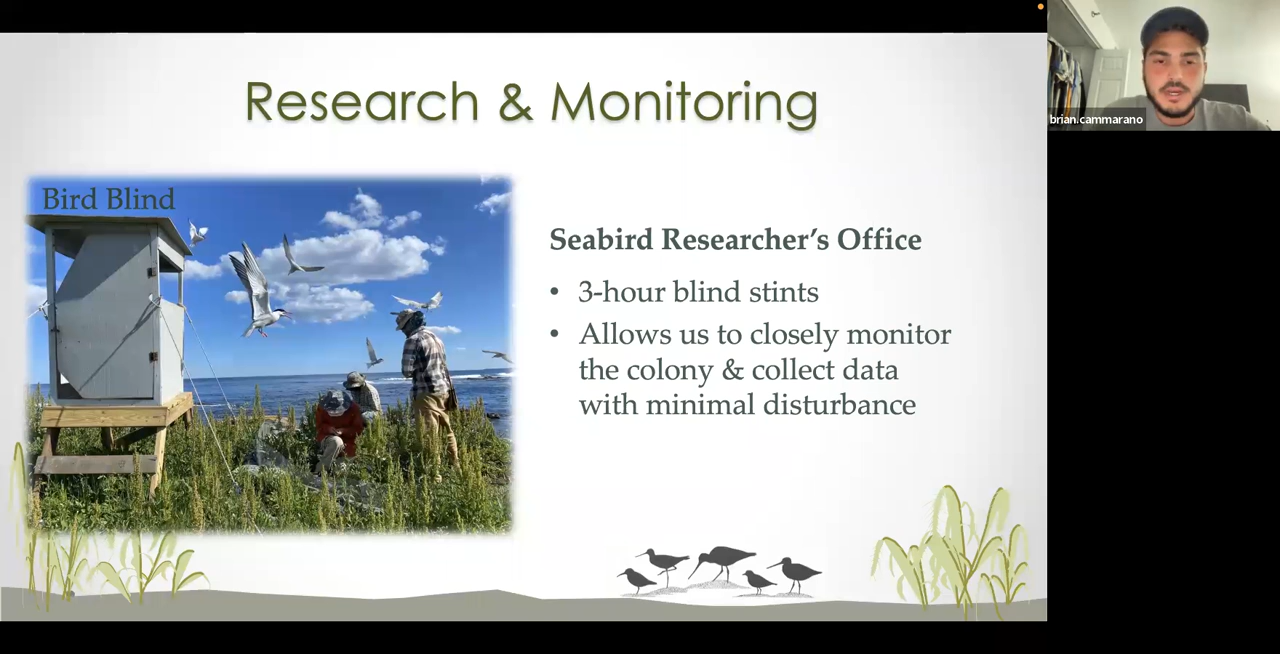 Research & Monitoring
brian.cammarano
Bird Blind
Seabird Researcher’s Office
• 3-hour blind stints
• Allows us to closely monitor
the colony & collect data
with minimal disturbance